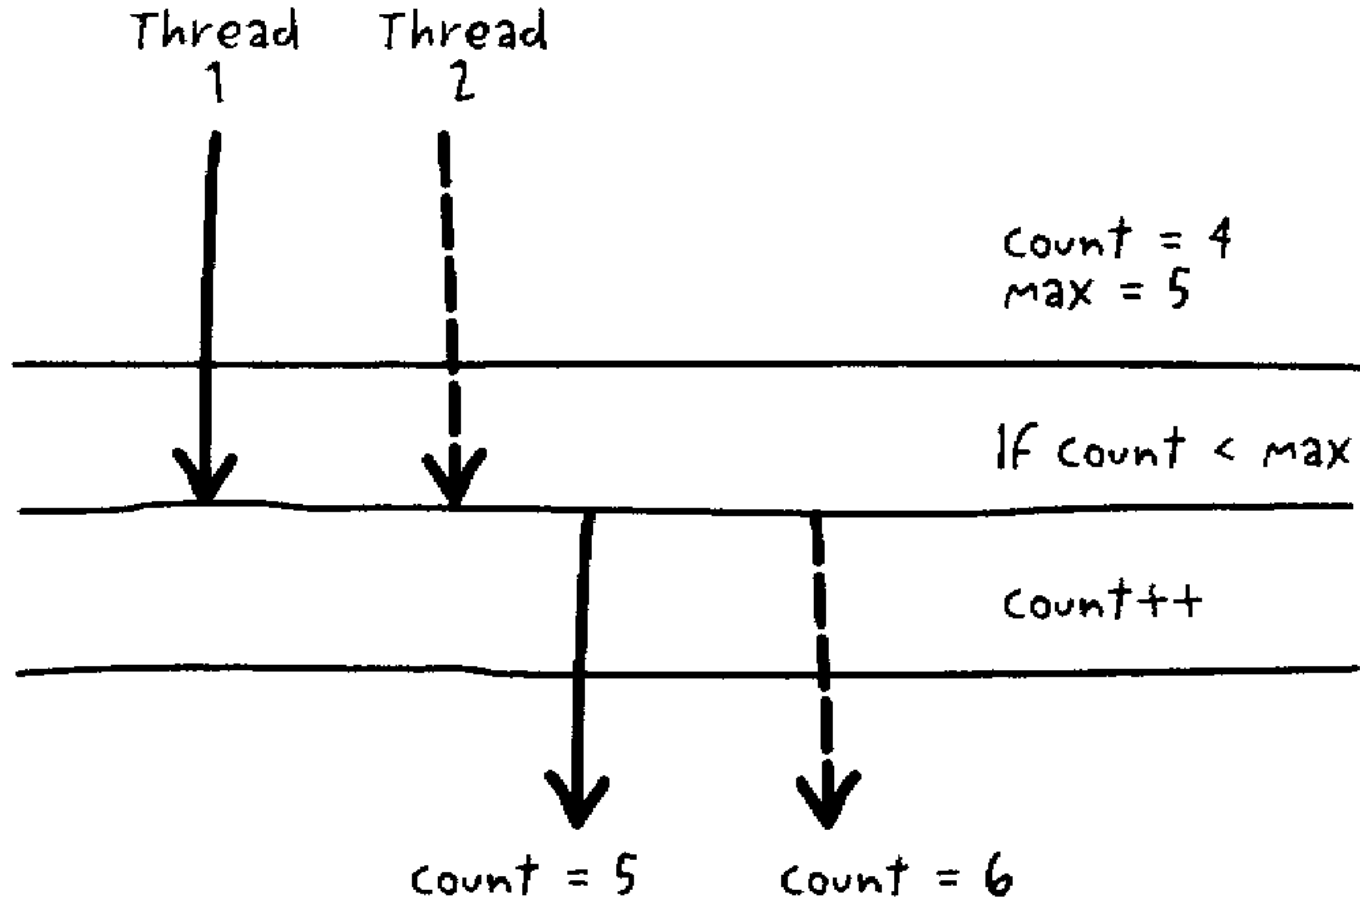 Thread Thread
1 2
count = 4
max = 5
If count < max
count++
count = 5 count = 6